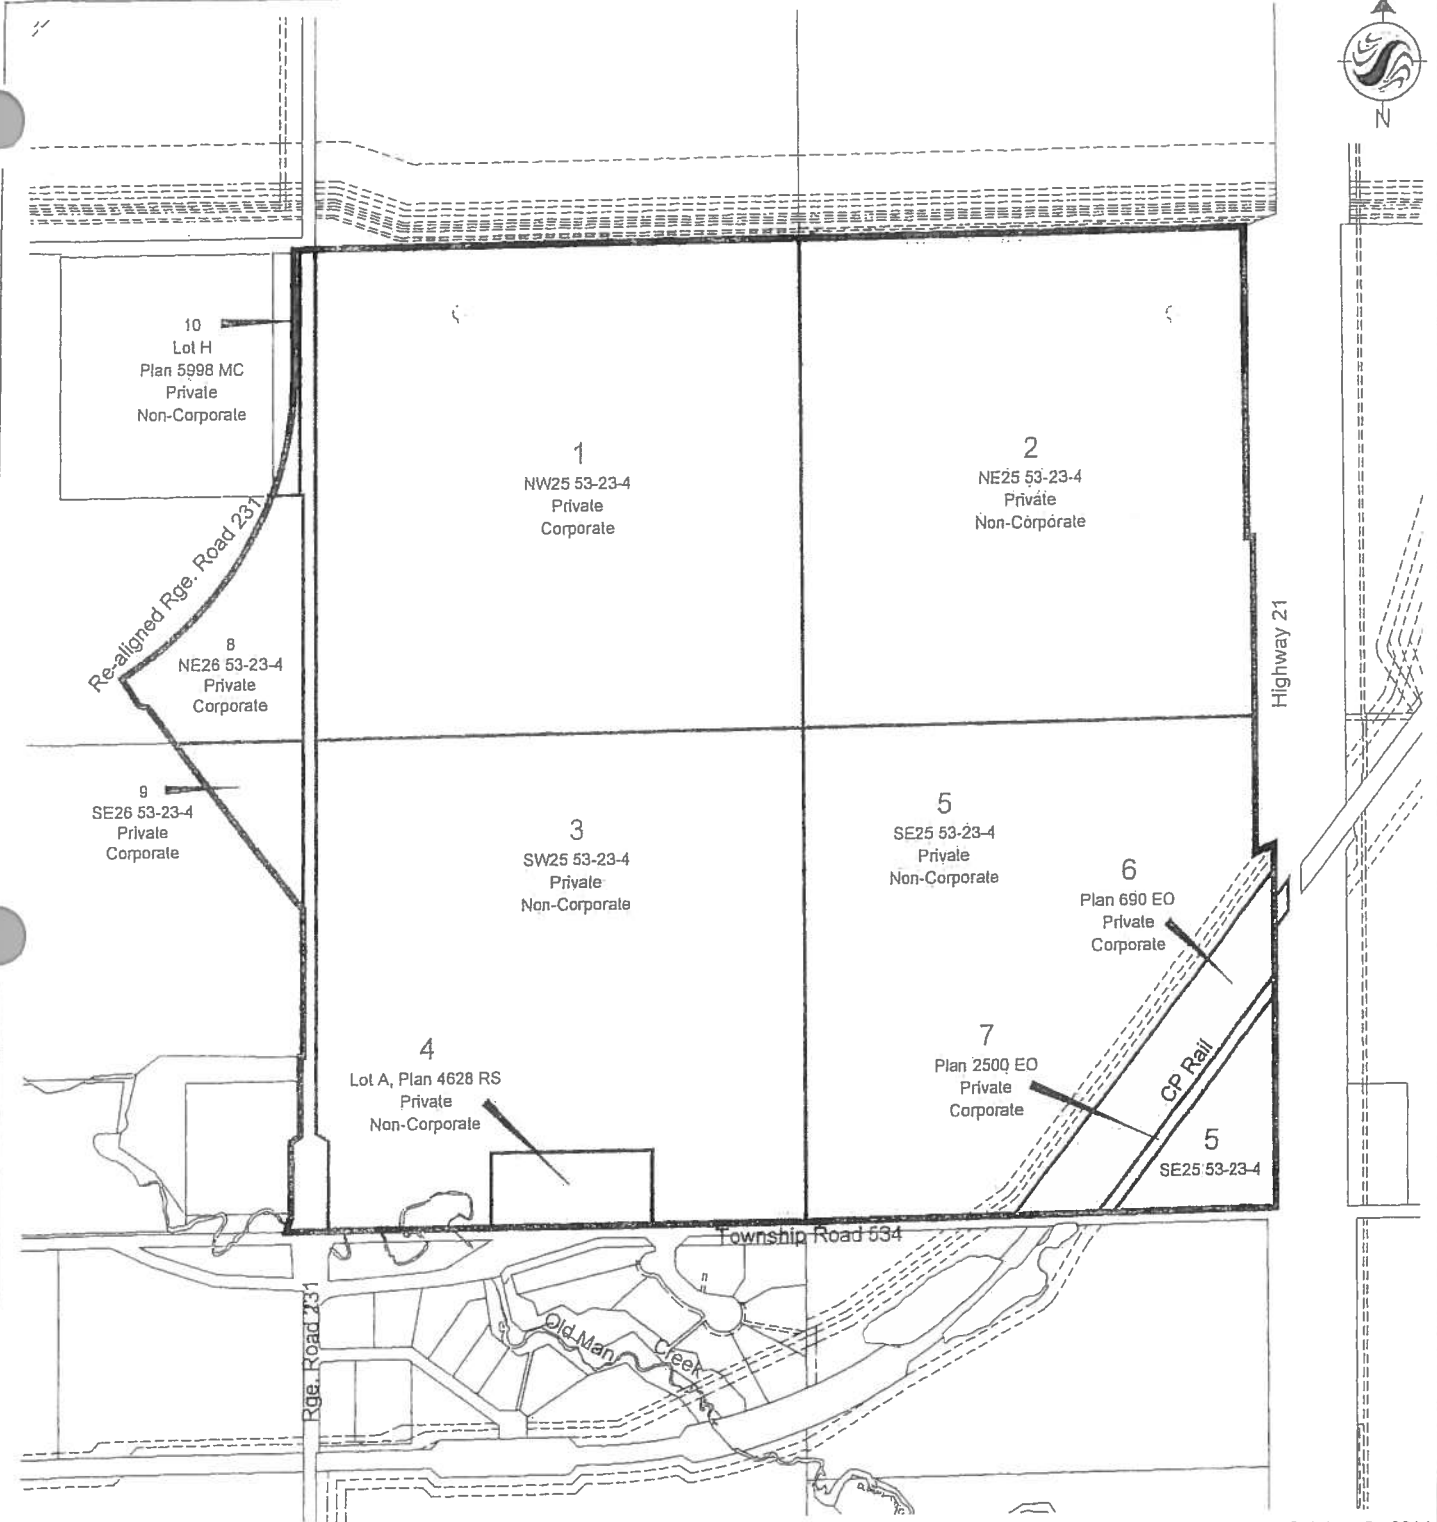 N
10
Lot H
Plan 5998 MC
Private
Non-Corporate
1
NW25 53-23-4
Private
Corporate
2
NE25 53-23-4
Private
Non-Corporate
Re-aligned Rge. Road 231
8
NE26 53-23-4
Private
Corporate
Highway 21
9
SE26 53-23-4
Private
Corporate
3
SW25 53-23-4
Private
Non-Corporate
5
SE25 53-23-4
Private
Non-Corporate
6
Plan 690 EO
Private
Corporate
4
Lot A, Plan 4628 RS
Private
Non-Corporate
7
Plan 2500 EO
Private
Corporate
CP Rail
5
SE25 53-23-4
Township Road 534
Rge. Road 231
Old Man
Creek